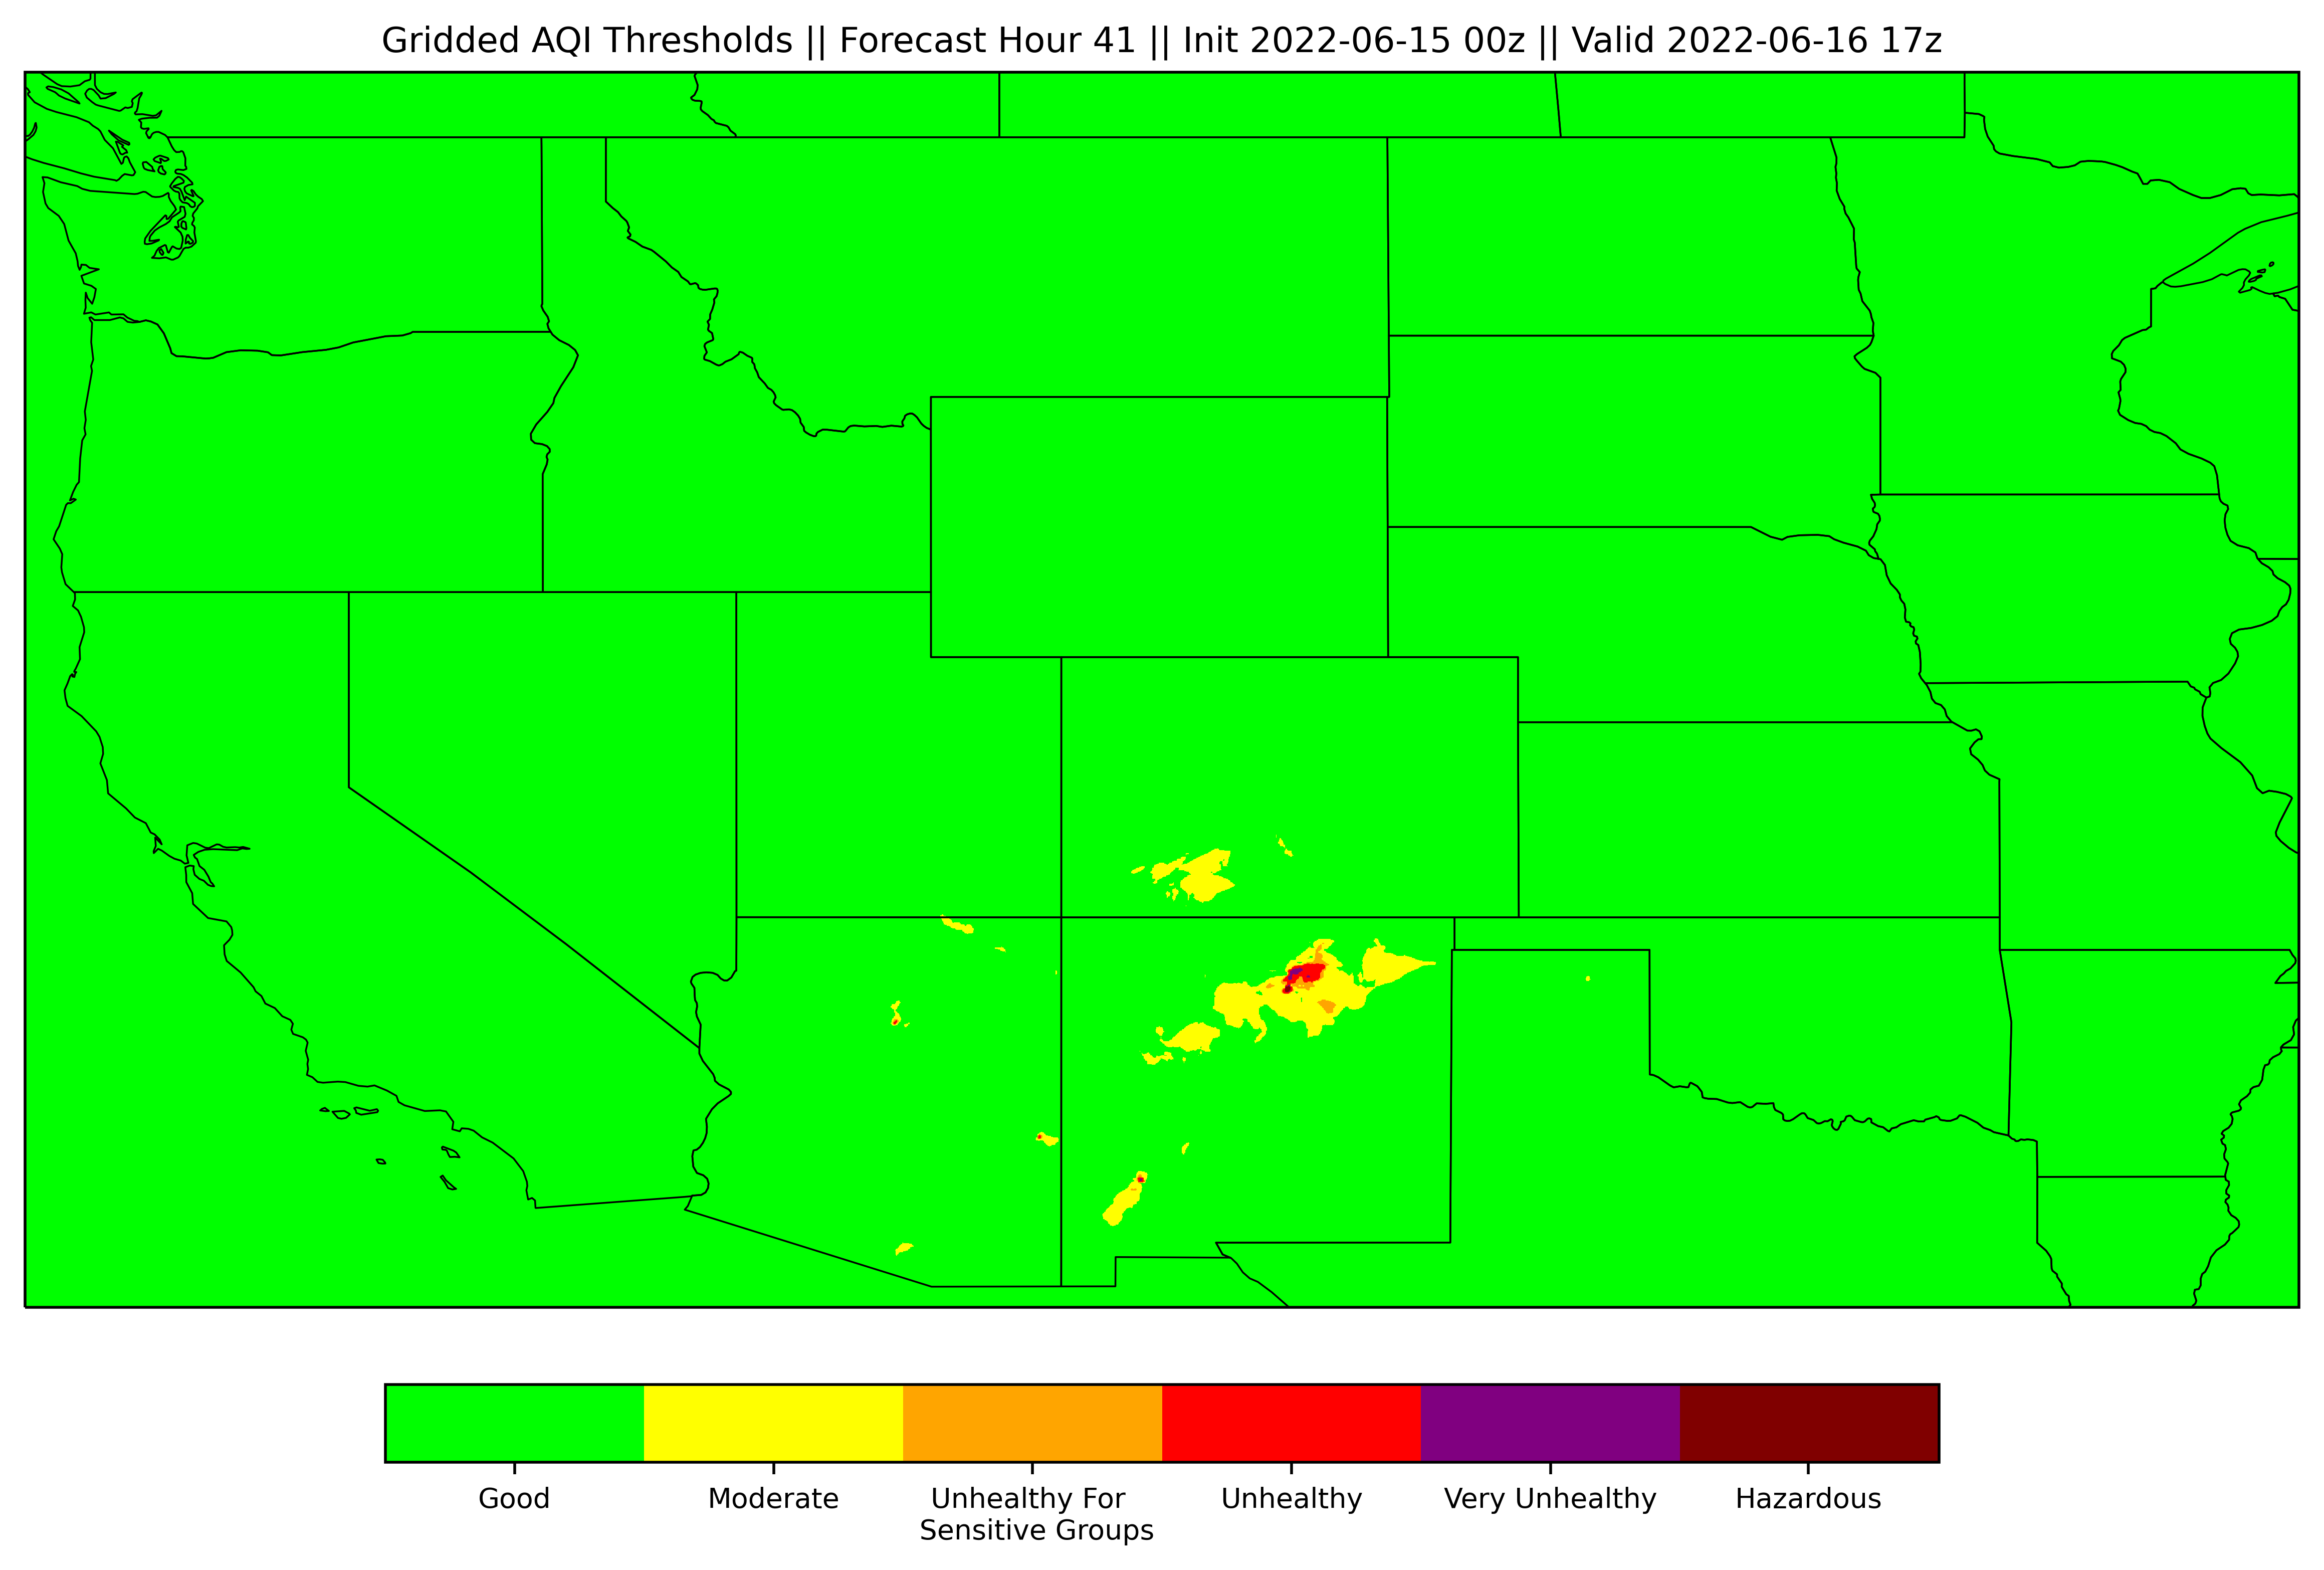 Gridded AQI Thresholds || Forecast Hour 41 || Init 2022-06-15 00z || Valid 2022-06-16 17z
Good
Moderate
Unhealthy For
Sensitive Groups
Unhealthy
Very Unhealthy
Hazardous